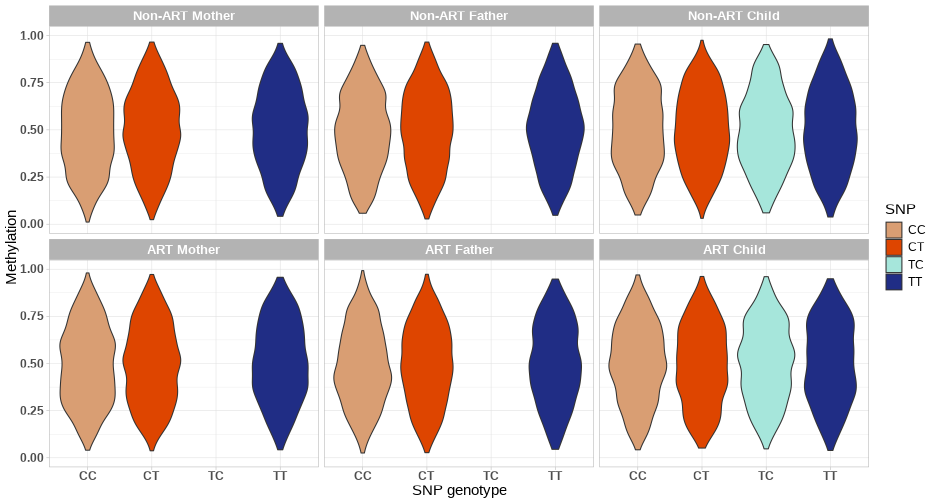 Non-ART Mother Non-ART Father Non-ART Child
1.00
0.75
0.50
0.25
0.00
ART Mother ART Father ART Child
1.00
0.75
0.50
0.25
0.00
Methylation
CC CT TC TT CC CT TC TT CC CT TC TT
SNP genotype
SNP
CC
CT
TC
TT